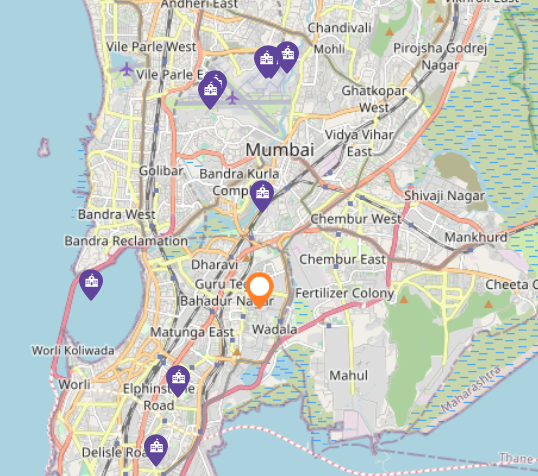 Andheri East
Vikhroli East
Chandivali
Vile Parle West
Mohli
Pirojsha Godrej
Nagar
Vile Parle E
Ghatkopar
West
Mumbai
Vidya Vihar
East
Golibar
Bandra Kurla
Comp
Shivaji Nagar
Bandra West
Chembur West
Bandra Reclamation
Mankhurd
Dharavi
Chembur East
Guru Te
Bahadur Nagar
Fertilizer Colony
Cheeta C
Matunga East
Wadala
Worli Koliwada
Mahul
Worli
Elphinstone
Road
Maharashtra
Delisle Road
Thane